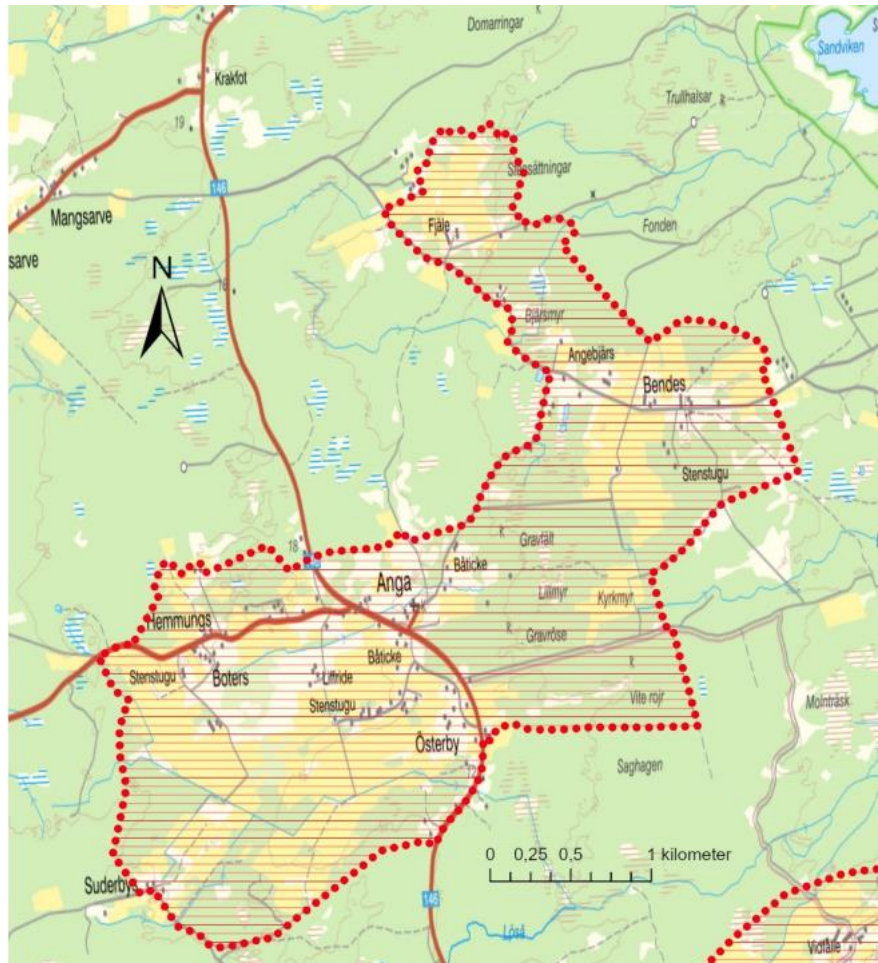 Domarringar
Sandviken
Krakfot
Trullhalsar
19
146
Mangsarve
Stensättningar
sarve
Fjäle
Fonden
N
16
Bjärsmyr
Angebjärs
Bendes
Stenstugu
Gravfält
18
Båticke
Anga
Lillmyr
Kyrkmyr
Hemmungs
Gravröse
Båticke
Stenstugu
Boters
Liffride
Vite rojr
Stenstugu
Molnträsk
Österby
Saghagen
0 0,25 0,5 1 kilometer
Suderbys
146
Vidfälle